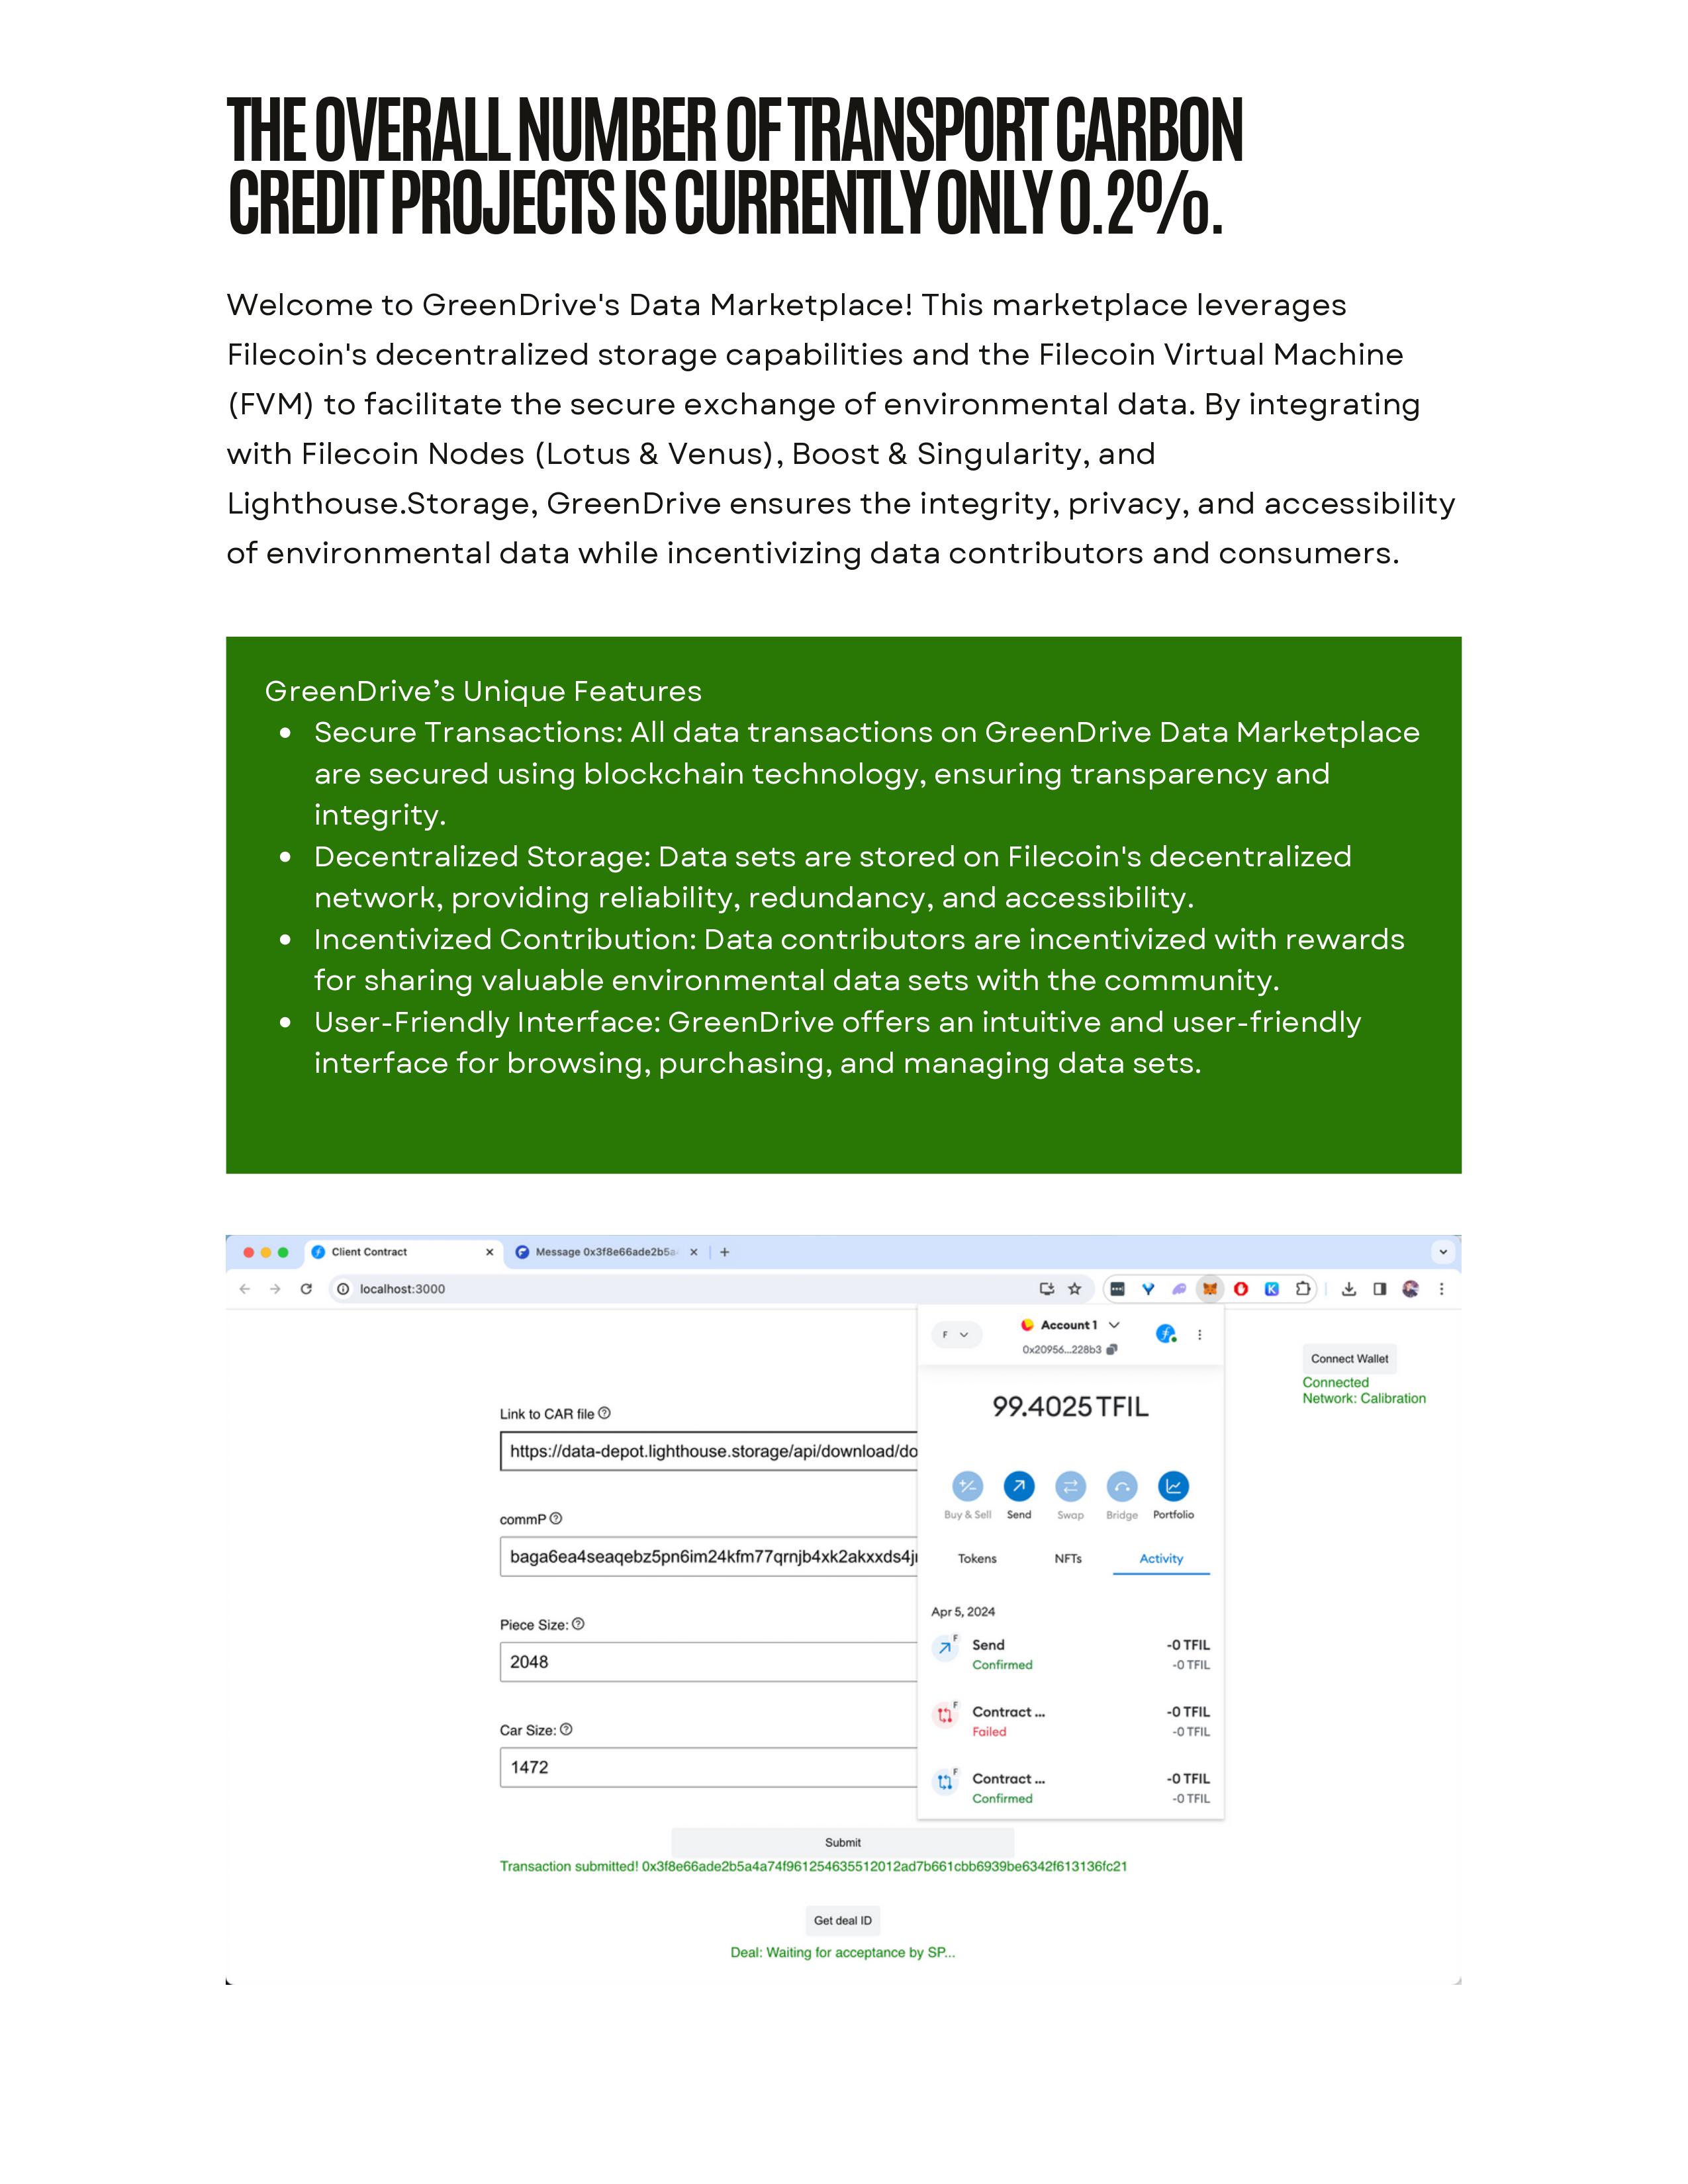 THE OVERALL NUMBER OF TRANSPORT CARBON
CREDIT PROJECTS IS CURRENTLY ONLY 0.2%.
Welcome to GreenDrive's Data Marketplace! This marketplace leverages
Filecoin's decentralized storage capabilities and the Filecoin Virtual Machine
(FVM) to facilitate the secure exchange of environmental data. By integrating
with Filecoin Nodes (Lotus & Venus), Boost & Singularity, and
Lighthouse.Storage, GreenDrive ensures the integrity, privacy, and accessibility
of environmental data while incentivizing data contributors and consumers.
GreenDrive’s Unique Features
• Secure Transactions: All data transactions on GreenDrive Data Marketplace
are secured using blockchain technology, ensuring transparency and
integrity.
• Decentralized Storage: Data sets are stored on Filecoin's decentralized
network, providing reliability, redundancy, and accessibility.
• Incentivized Contribution: Data contributors are incentivized with rewards
for sharing valuable environmental data sets with the community.
• User-Friendly Interface: GreenDrive offers an intuitive and user-friendly
interface for browsing, purchasing, and managing data sets.
Client Contract
Message 0x3f8e66ade2b5a
localhost:3000
F
Account 1
0x20956...228b3
Connect Wallet
Connected
Network: Calibration
99.4025 TFIL
Link to CAR file
https://data-depot.lighthouse.storage/api/download/do
Buy & Sell Send Swap Bridge Portfolio
commP
baga6ea4seaqebz5pn6im24kfm77qrnjb4xk2akxxds4j
Tokens NFTs Activity
Apr 5, 2024
Piece Size:
2048
F
Send -0 TFIL
Confirmed -0 TFIL
F
Contract ... -0 TFIL
Failed -0 TFIL
Car Size:
1472
F
Contract ... -0 TFIL
Confirmed -0 TFIL
Submit
Transaction submitted! 0x3f8e66ade2b5a4a74f961254635512012ad7b661cbb6939be6342f613136fc21
Get deal ID
Deal: Waiting for acceptance by SP...